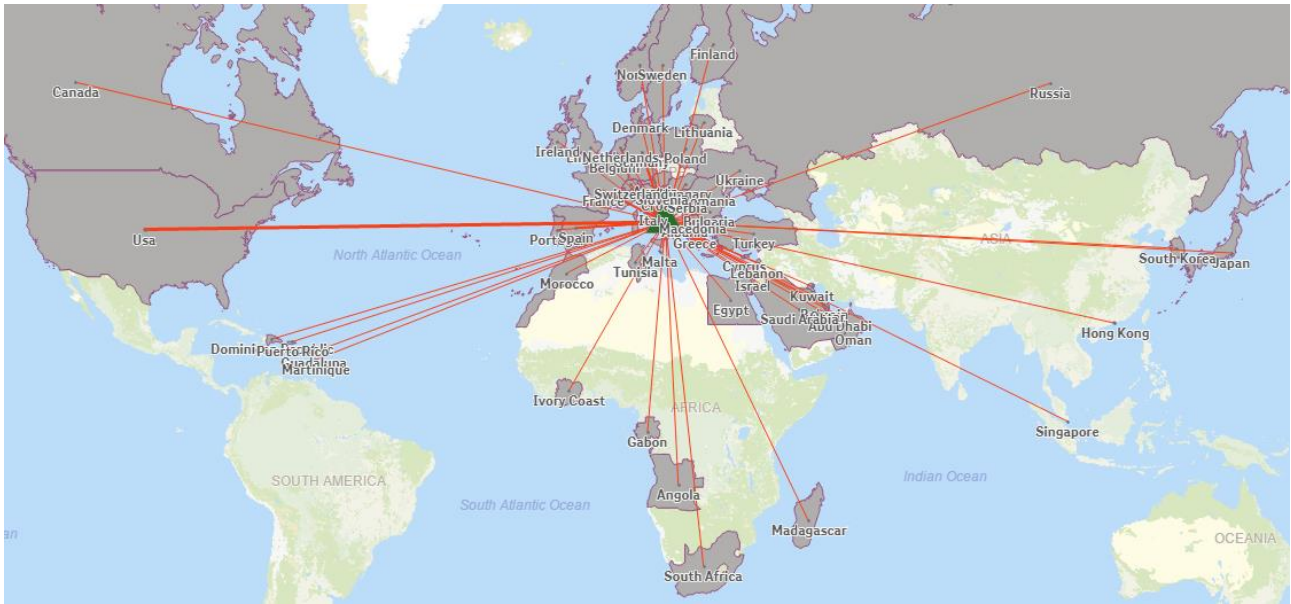 Finland
Nor
Sweden
Canada
Russia
Denmark
Lithuania
Ireland
Netherlands
Poland
Belgium
Ukraine
Switzerland
Slovenia
France
Serbia
Italy
Bulgaria
Macedonia
Usa
Spain
Greece
Turkey
North Atlantic Ocean
ASIA
South Korea
Japan
Malta
Tunisia
Cyprus
Lebanon
Israel
Morocco
Kuwait
Egypt
Saudi Arabia
Abu Dhabi
Oman
Hong Kong
Puerto Rico
Martinique
Ivory Coast
AFRICA
Singapore
Gabon
SOUTH AMERICA
Indian Ocean
Angola
South Atlantic Ocean
Madagascar
OCEANIA
South Africa